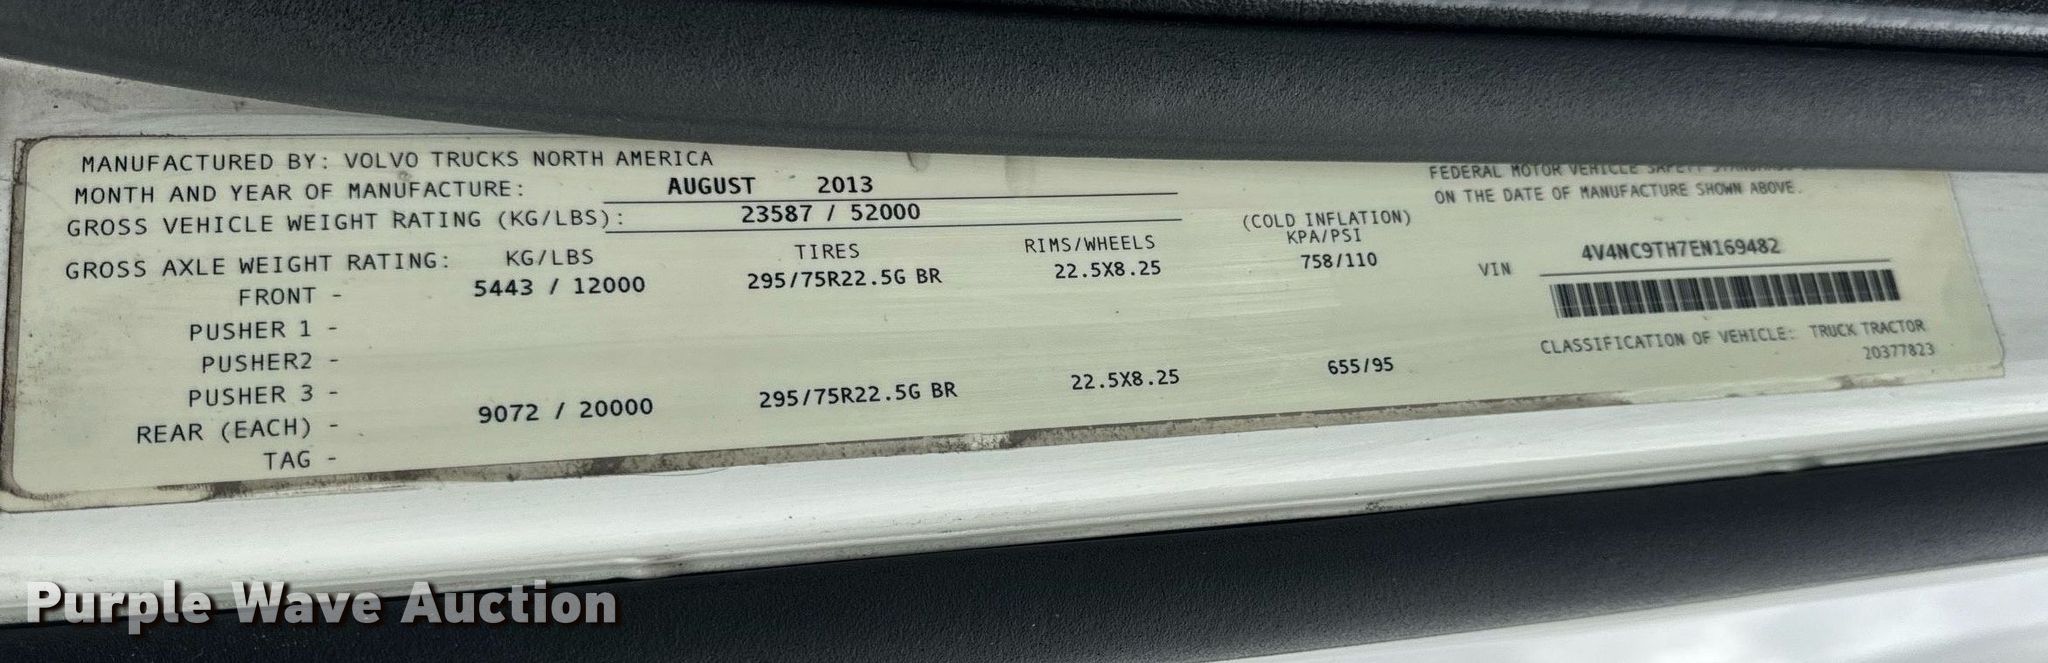 MANUFACTURED BY: VOLVO TRUCKS NORTH AMERICA
MONTH AND YEAR OF MANUFACTURE: AUGUST 2013
GROSS VEHICLE WEIGHT RATING (KG/LBS): 23587 / 52000
GROSS AXLE WEIGHT RATING: KG/LBS TIRES RIMS/WHEELS (COLD INFLATION) KPA/PSI
FRONT - 5443 / 12000 295/75R22.5G BR 22.5X8.25 758/110
PUSHER 1 -
PUSHER2 -
PUSHER 3 -
REAR (EACH) - 9072 / 20000 295/75R22.5G BR 22.5X8.25 655/95
TAG -
FEDERAL MOTOR VEHICLE SAFETY
ON THE DATE OF MANUFACTURE SHOWN ABOVE.
VIN 4V4NC9TH7EN169482
CLASSIFICATION OF VEHICLE: TRUCK TRACTOR
20377823
Purple Wave Auction